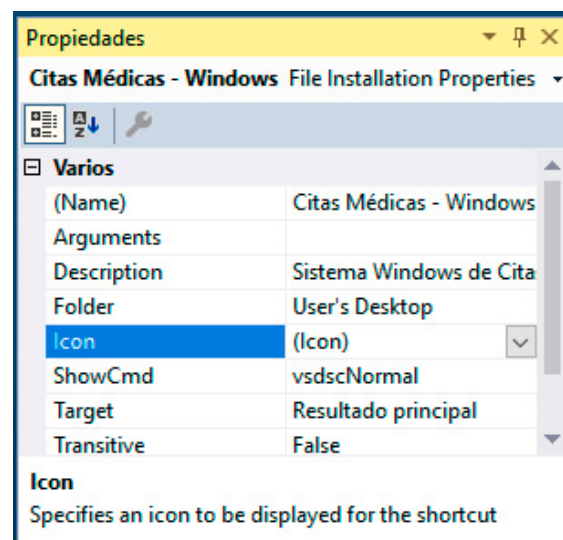 Propiedades
Citas Médicas - Windows File Installation Properties
Varios
(Name) Citas Médicas - Windows
Arguments
Description Sistema Windows de Cita
Folder User's Desktop
Icon (Icon)
ShowCmd vsdscNormal
Target Resultado principal
Transitive False
Icon
Specifies an icon to be displayed for the shortcut